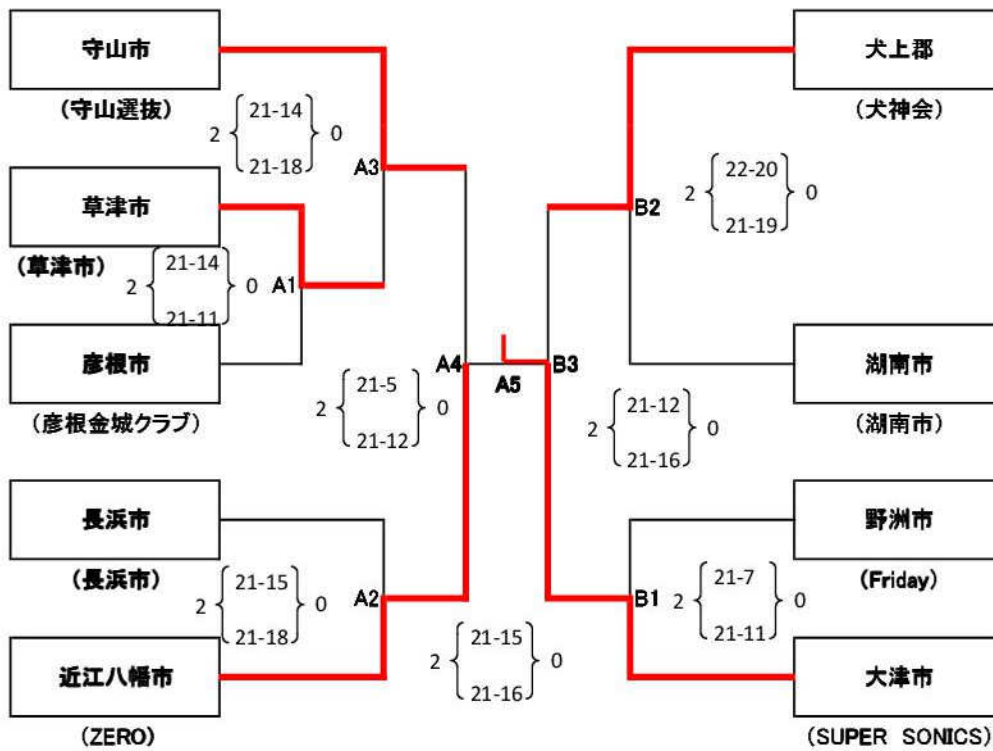 守山市
(守山選抜)
2 21-14 0
21-18
A3
草津市
(草津市)
2 21-14 0
21-11
A1
彦根市
(彦根金城クラブ)
A4
2 21-5 0
21-12
長浜市
(長浜市)
2 21-15 0
21-18
A2
近江八幡市
(ZERO)
A5
2 21-15 0
21-16
犬上郡
(犬神会)
B2
2 22-20 0
21-19
湖南市
(湖南市)
B3
2 21-12 0
21-16
野洲市
(Friday)
B1
2 21-7 0
21-11
大津市
(SUPER SONICS)